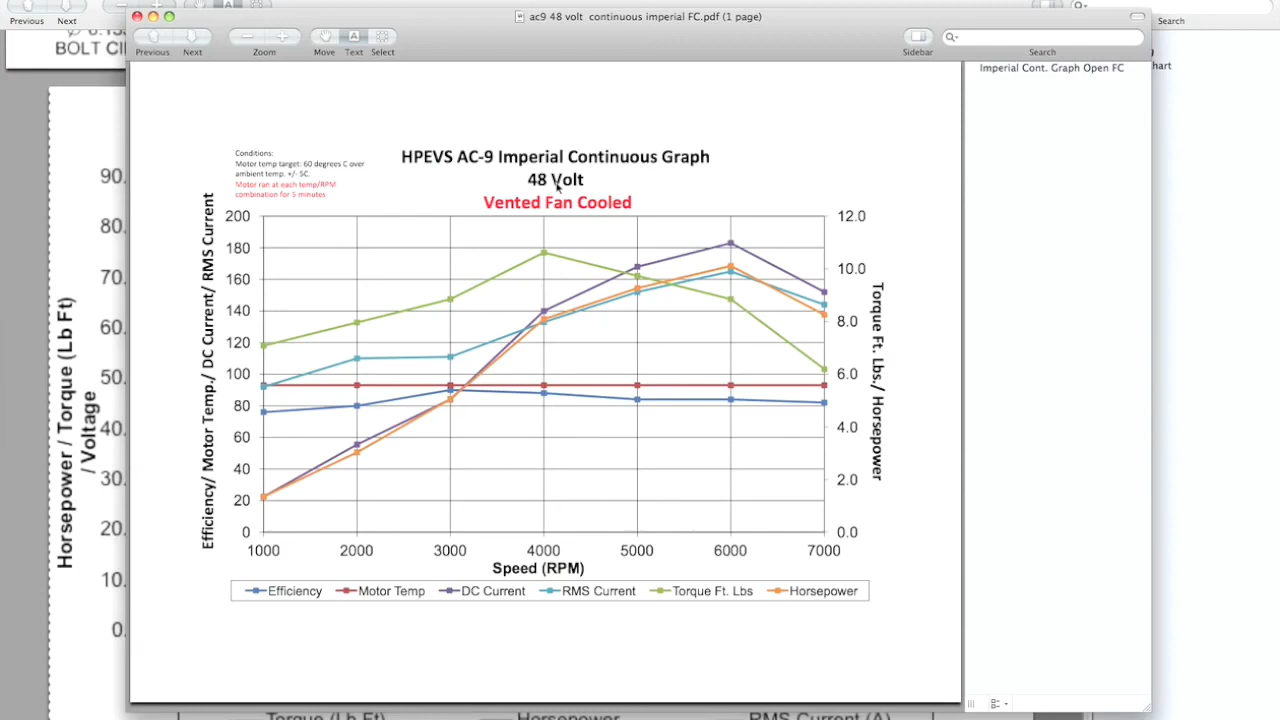 ac9 48 volt continuous imperial FC.pdf (1 page)
Previous Next
Search
Previous Next Zoom Move Text Select Sidebar Search
BOLT CI
hart
Imperial Cont. Graph Open FC
Conditions:
Motor temp target: 60 degrees C over
ambient temp. +/- 5C.
Motor ran at each temp/RPM
combination for 5 minutes
HPEVS AC-9 Imperial Continuous Graph
48 Volt
Vented Fan Cooled
Efficiency/ Motor Temp./ DC Current/ RMS Current
200
180
160
140
120
100
80
60
40
20
0
12.0
10.0
8.0
6.0
4.0
2.0
0.0
Torque Ft. Lbs./ Horsepower
1000 2000 3000 4000 5000 6000 7000
Speed (RPM)
Efficiency Motor Temp DC Current RMS Current Torque Ft. Lbs Horsepower
Horsepower / Torque (Lb Ft)
/ Voltage
90.
80.
70.
60.
50.
40.
30.
20.
10.
0.
Torque (Lb Ft) Horsepower RMS Current (A)